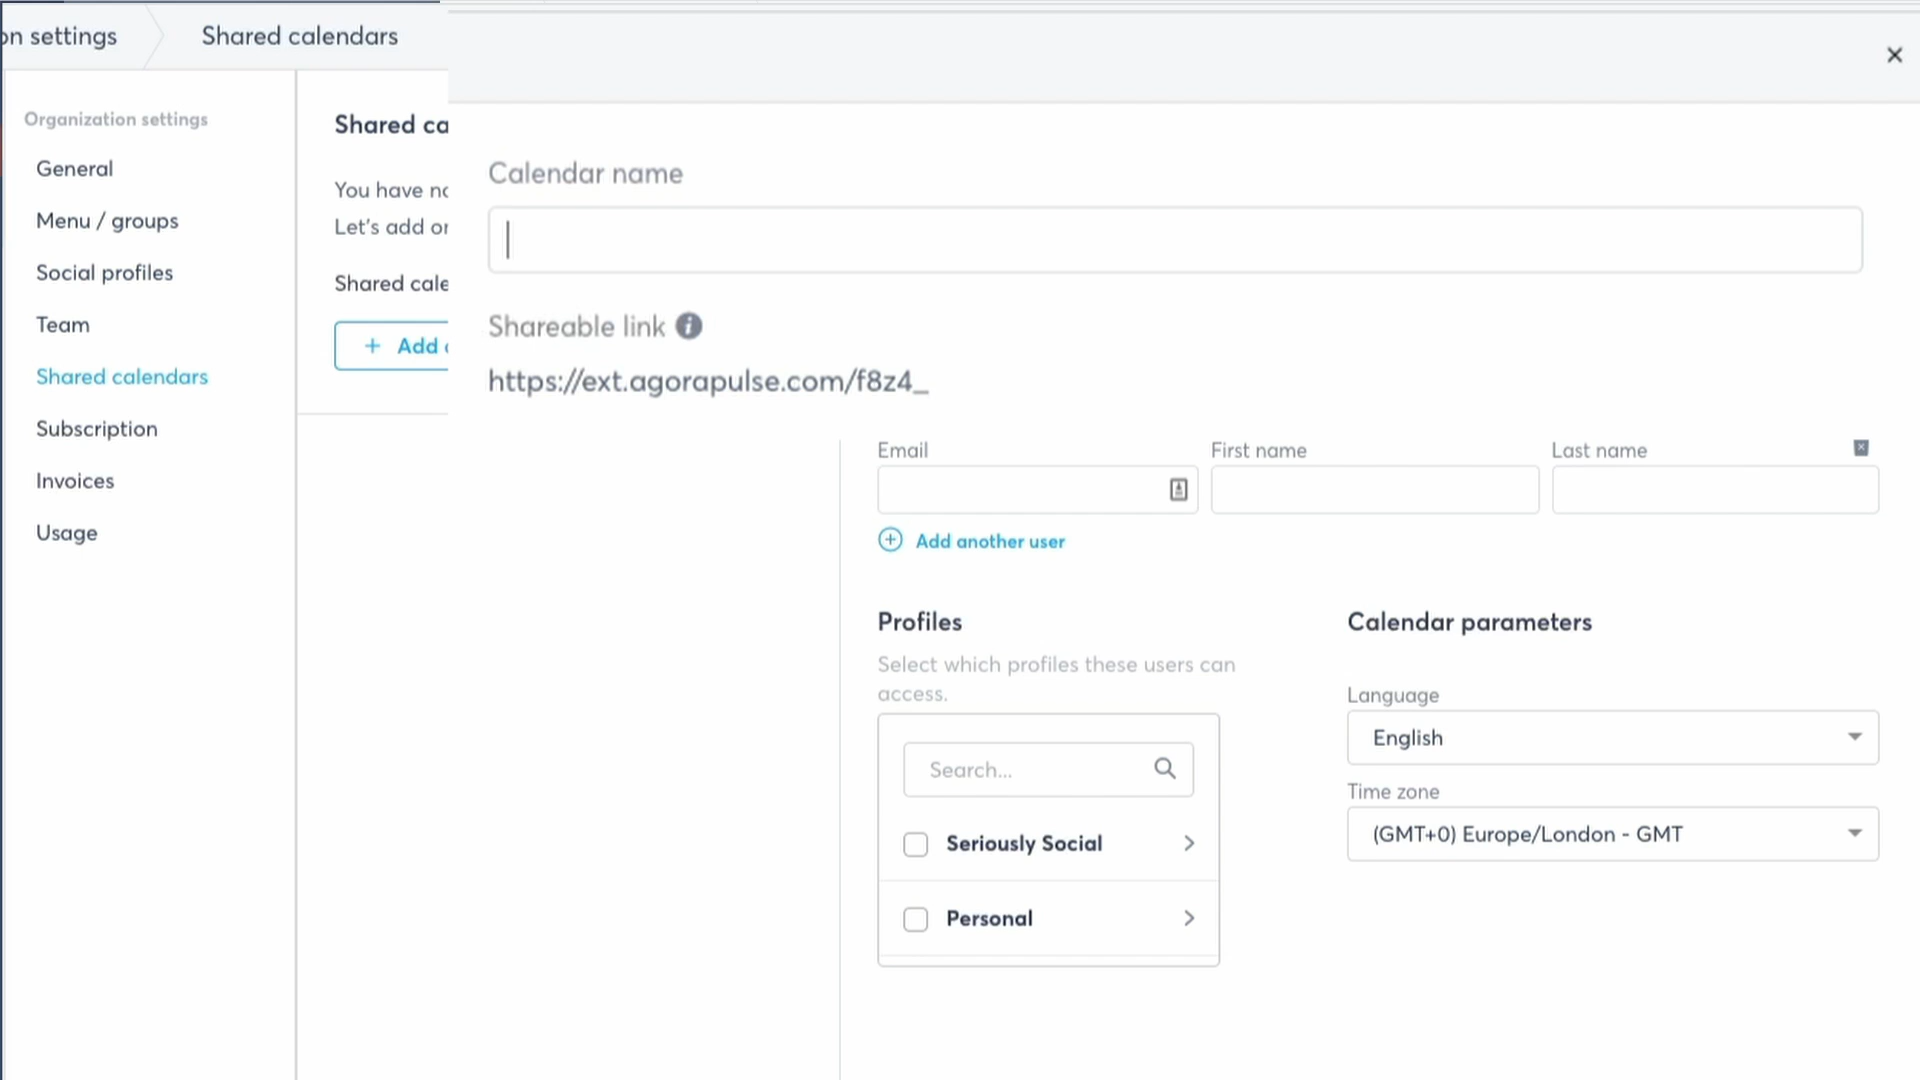 on settings
Shared calendars
Organization settings
General
Menu / groups
Social profiles
Team
Shared calendars
Subscription
Invoices
Usage
Shared ca
You have no
Let's add or
Shared cale
+ Add
Calendar name
Shareable link
https://ext.agorapulse.com/f8z4_
Email
First name
Last name
Add another user
Profiles
Select which profiles these users can
access.
Search...
Seriously Social
Personal
Calendar parameters
Language
English
Time zone
(GMT+0) Europe/London - GMT